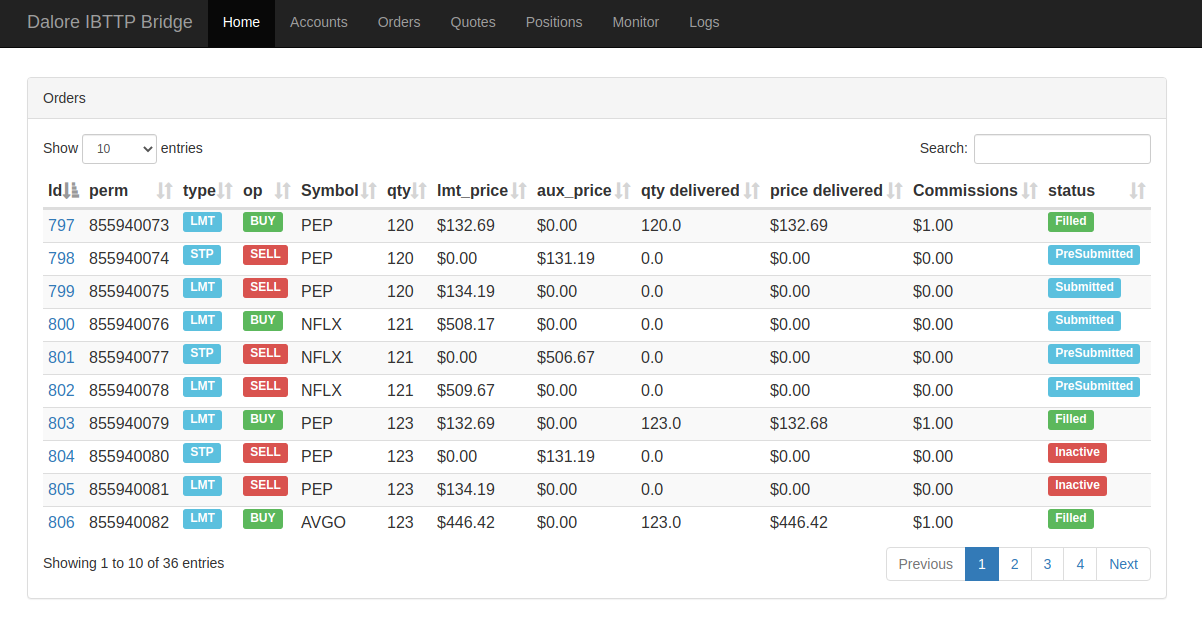 Dalore IBTTP Bridge Home Accounts Orders Quotes Positions Monitor Logs
Orders
Show 10 entries Search:
Id perm type op Symbol qty lmt_price aux_price qty delivered price delivered Commissions status
797 855940073 LMT BUY PEP 120 $132.69 $0.00 120.0 $132.69 $1.00 Filled
798 855940074 STP SELL PEP 120 $0.00 $131.19 0.0 $0.00 $0.00 PreSubmitted
799 855940075 LMT SELL PEP 120 $134.19 $0.00 0.0 $0.00 $0.00 Submitted
800 855940076 LMT BUY NFLX 121 $508.17 $0.00 0.0 $0.00 $0.00 Submitted
801 855940077 STP SELL NFLX 121 $0.00 $506.67 0.0 $0.00 $0.00 PreSubmitted
802 855940078 LMT SELL NFLX 121 $509.67 $0.00 0.0 $0.00 $0.00 PreSubmitted
803 855940079 LMT BUY PEP 123 $132.69 $0.00 123.0 $132.68 $1.00 Filled
804 855940080 STP SELL PEP 123 $0.00 $131.19 0.0 $0.00 $0.00 Inactive
805 855940081 LMT SELL PEP 123 $134.19 $0.00 0.0 $0.00 $0.00 Inactive
806 855940082 LMT BUY AVGO 123 $446.42 $0.00 123.0 $446.42 $1.00 Filled
Showing 1 to 10 of 36 entries Previous 1 2 3 4 Next